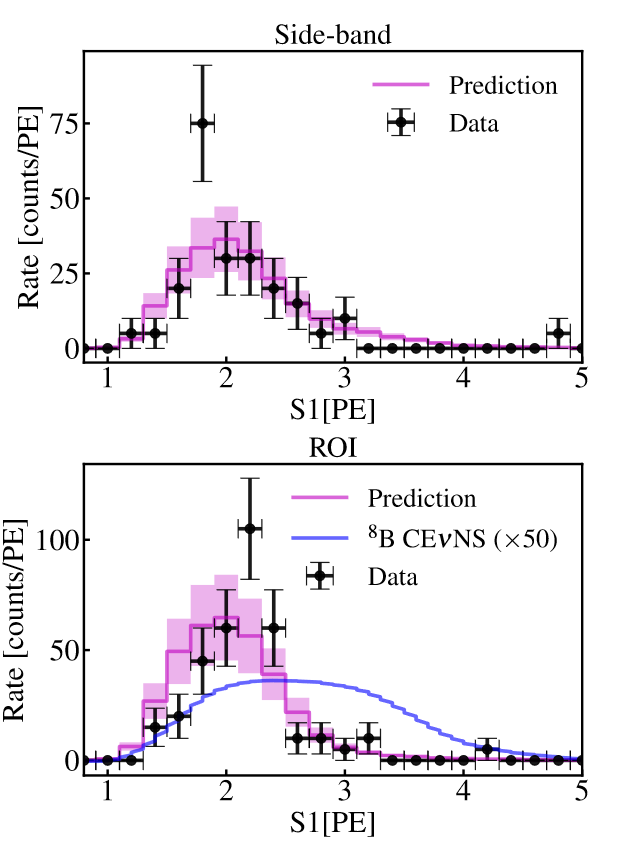 Side-band
Rate [counts/PE]
75
50
25
0
Prediction
Data
1 2 3 4 5
S1[PE]
ROI
Rate [counts/PE]
100
50
0
Prediction
⁸B CEνNS (×50)
Data
1 2 3 4 5
S1[PE]